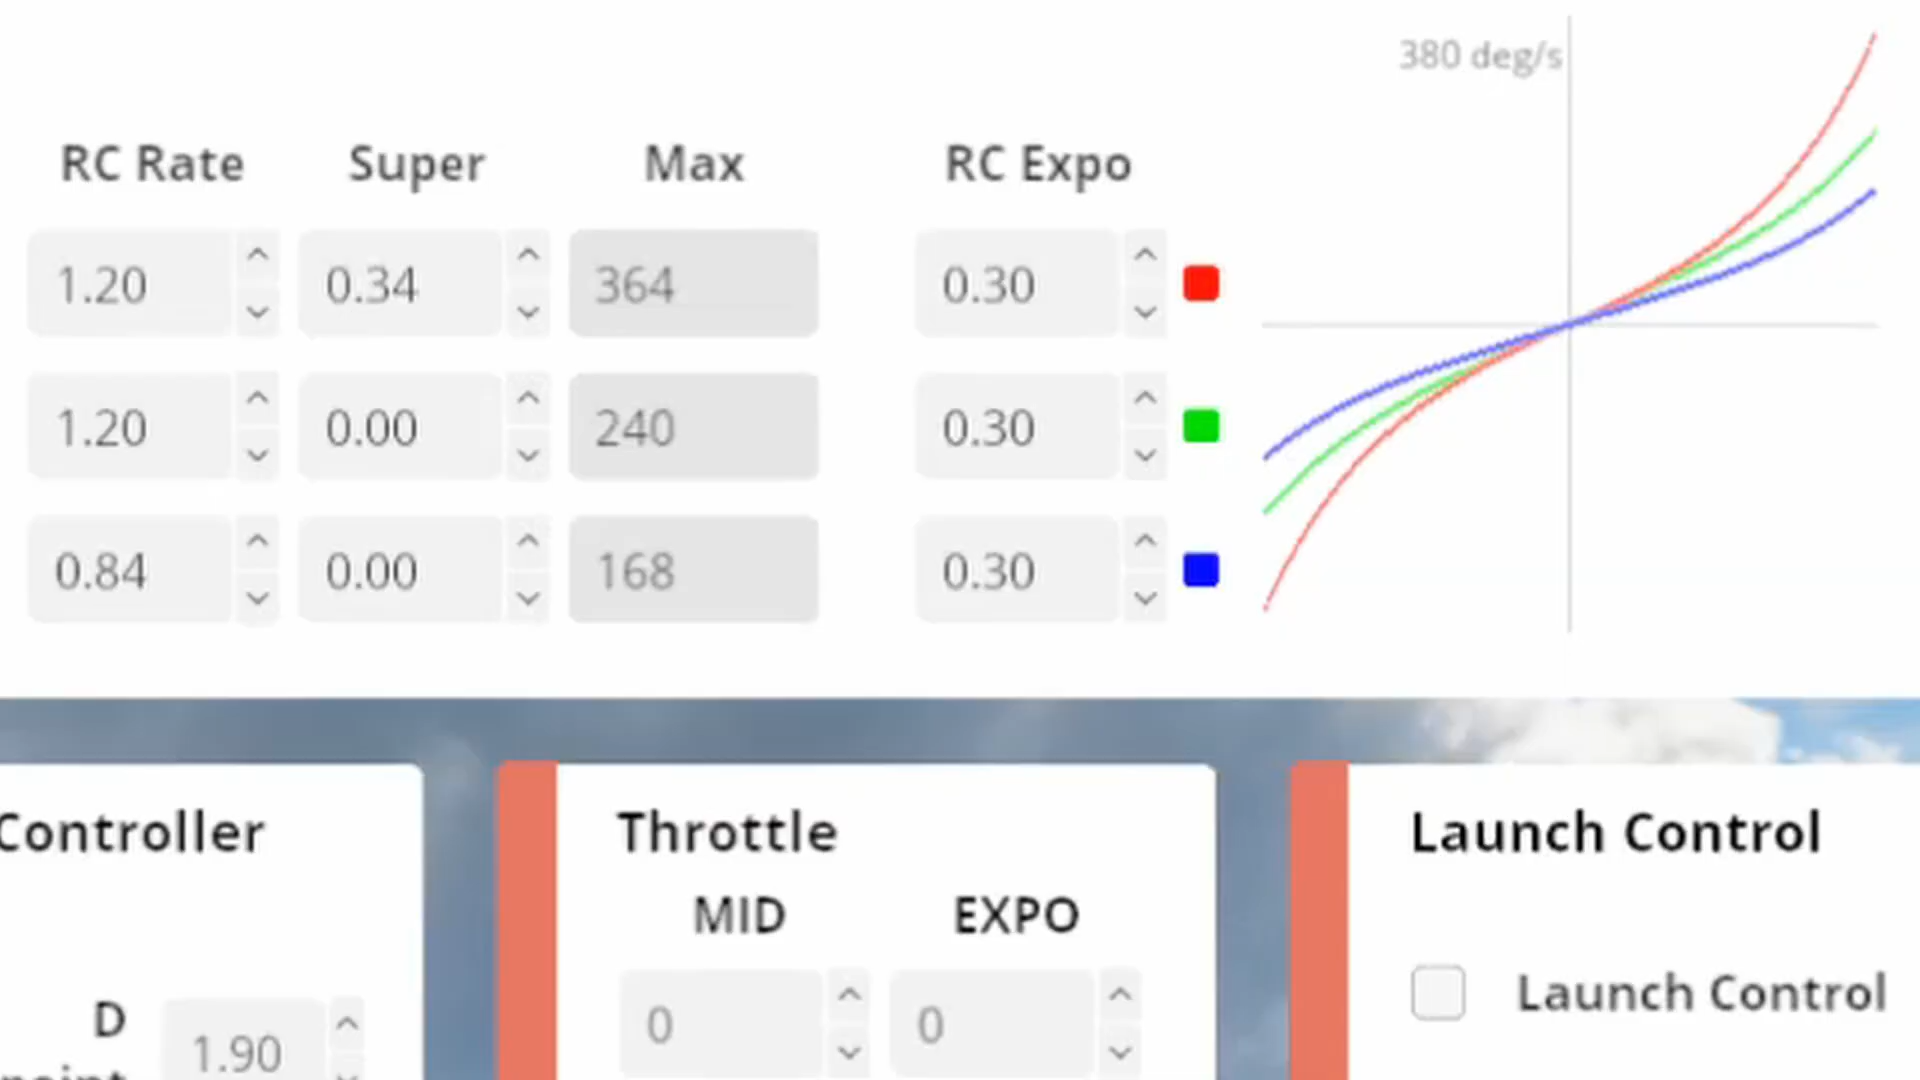 380 deg/s
RC Rate Super Max RC Expo
1.20 0.34 364 0.30
1.20 0.00 240 0.30
0.84 0.00 168 0.30
Controller Throttle Launch Control
MID EXPO
Launch Control
D 1.90 0 0
point